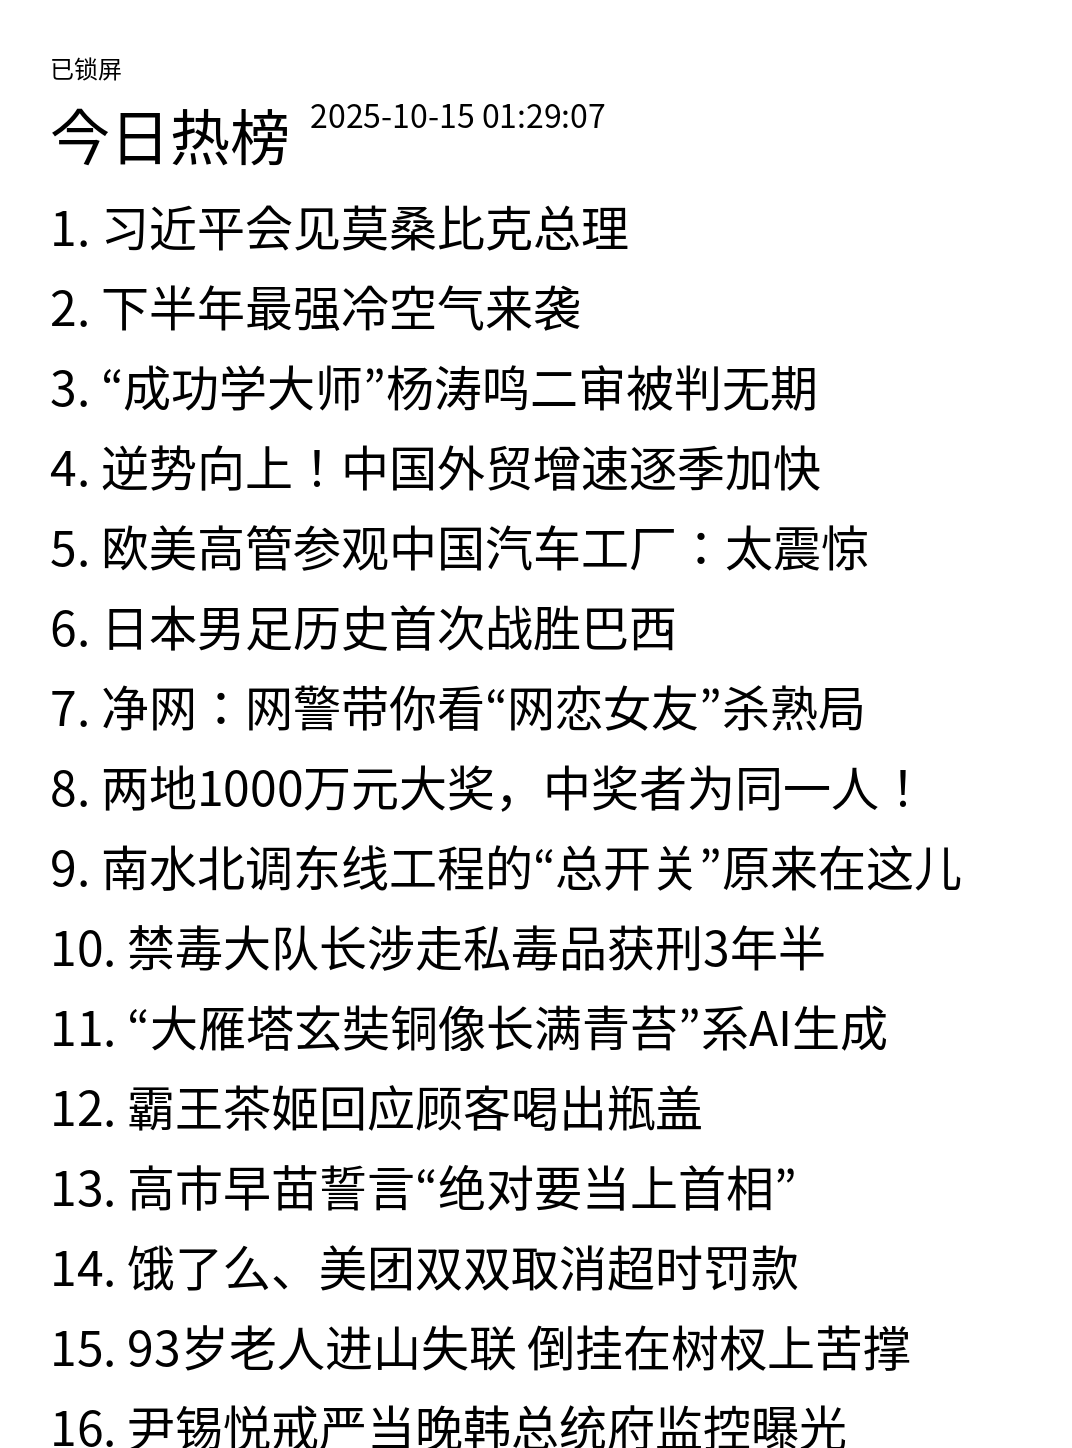 已锁屏
今日热榜 2025-10-15 01:29:07
1. 习近平会见莫桑比克总理
2. 下半年最强冷空气来袭
3. “成功学大师”杨涛鸣二审被判无期
4. 逆势向上！中国外贸增速逐季加快
5. 欧美高管参观中国汽车工厂：太震惊
6. 日本男足历史首次战胜巴西
7. 净网：网警带你看“网恋女友”杀熟局
8. 两地1000万元大奖，中奖者为同一人！
9. 南水北调东线工程的“总开关”原来在这儿
10. 禁毒大队长涉走私毒品获刑3年半
11. “大雁塔玄奘铜像长满青苔”系AI生成
12. 霸王茶姬回应顾客喝出瓶盖
13. 高市早苗誓言“绝对要当上首相”
14. 饿了么、美团双双取消超时罚款
15. 93岁老人进山失联 倒挂在树杈上苦撑
16. 尹锡悦戒严当晚韩总统府监控曝光